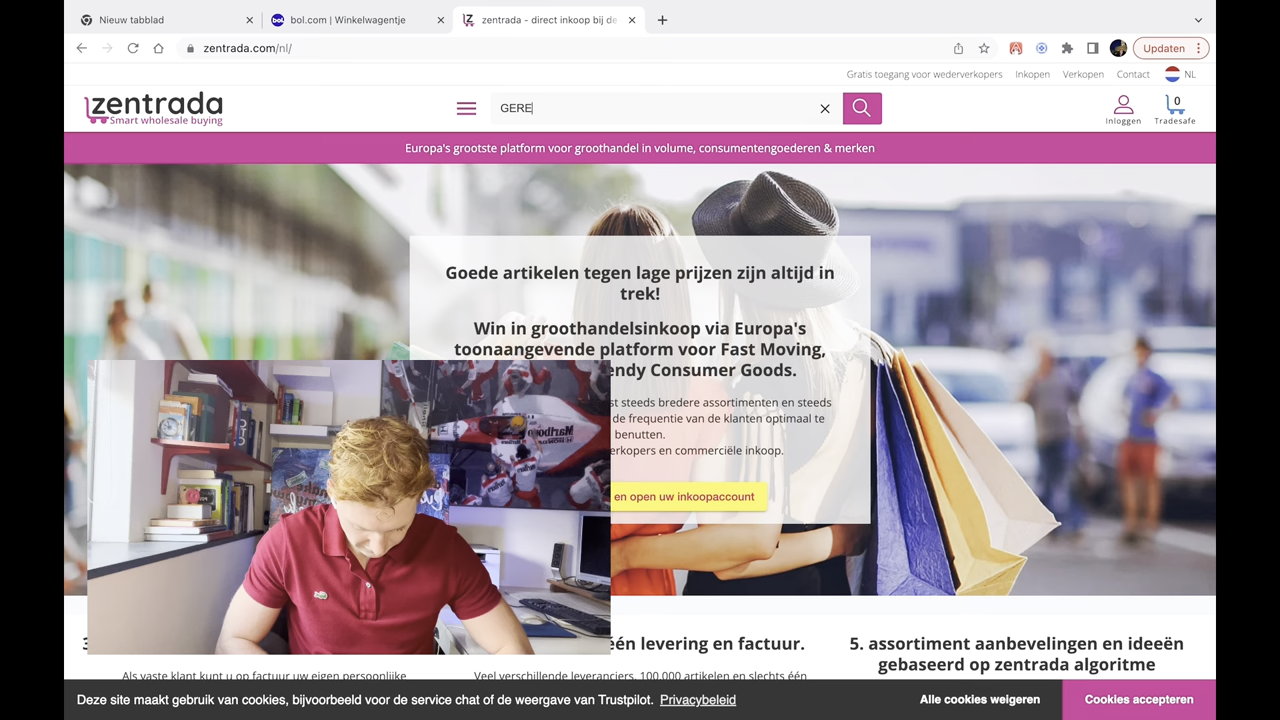 Nieuw tabblad
bol.com | Winkelwagentje
zentrada - direct inkoop bij de
zentrada.com/nl/
Updaten
Gratis toegang voor wederverkopers
Inkopen
Verkopen
Contact
NL
zentrada
Smart wholesale buying
GERE
Inloggen
0
Tradesafe
Europa's grootste platform voor groothandel in volume, consumentengoederen & merken
Goede artikelen tegen lage prijzen zijn altijd in
trek!
Win in groothandelsinkoop via Europa's
toonaangevende platform voor Fast Moving,
endy Consumer Goods.
st steeds bredere assortimenten en steeds
de frequentie van de klanten optimaal te
benutten.
erkopers en commerciële inkoop.
en open uw inkoopaccount
Marlboro
één levering en factuur.
5. assortiment aanbevelingen en ideeën
gebaseerd op zentrada algoritme
Als vaste klant kunt u op factuur uw eigen persoonlijke
Veel verschillende leveranciers, 100.000 artikelen en slechts één
Deze site maakt gebruik van cookies, bijvoorbeeld voor de service chat of de weergave van Trustpilot. Privacybeleid
Alle cookies weigeren
Cookies accepteren